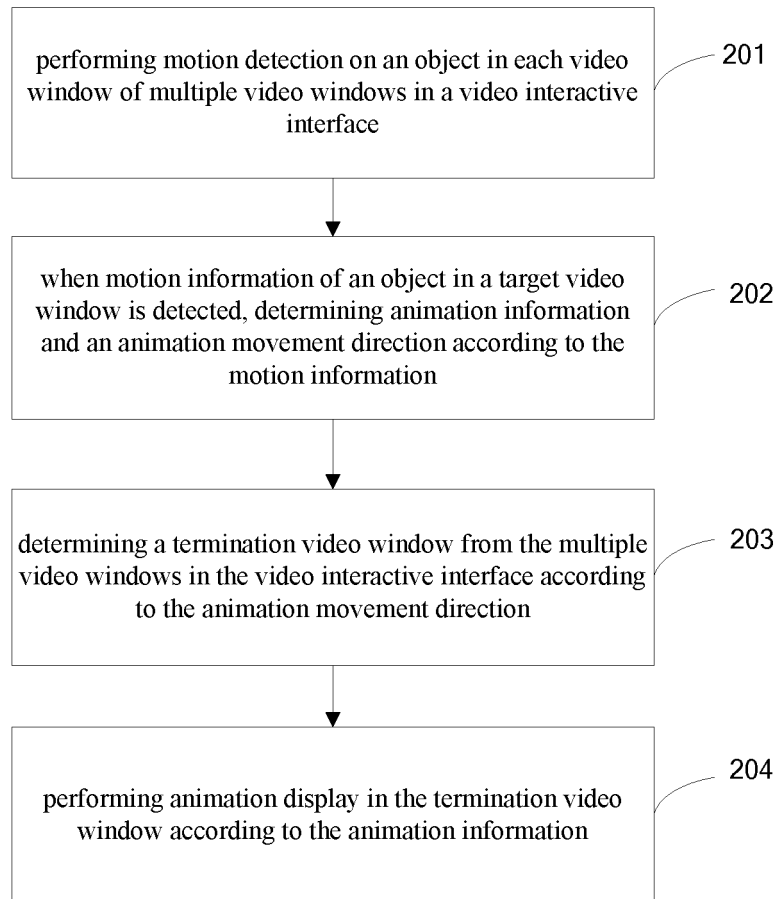 performing motion detection on an object in each video
window of multiple video windows in a video interactive
interface
201
when motion information of an object in a target video
window is detected, determining animation information
and an animation movement direction according to the
motion information
202
determining a termination video window from the multiple
video windows in the video interactive interface according
to the animation movement direction
203
performing animation display in the termination video
window according to the animation information
204